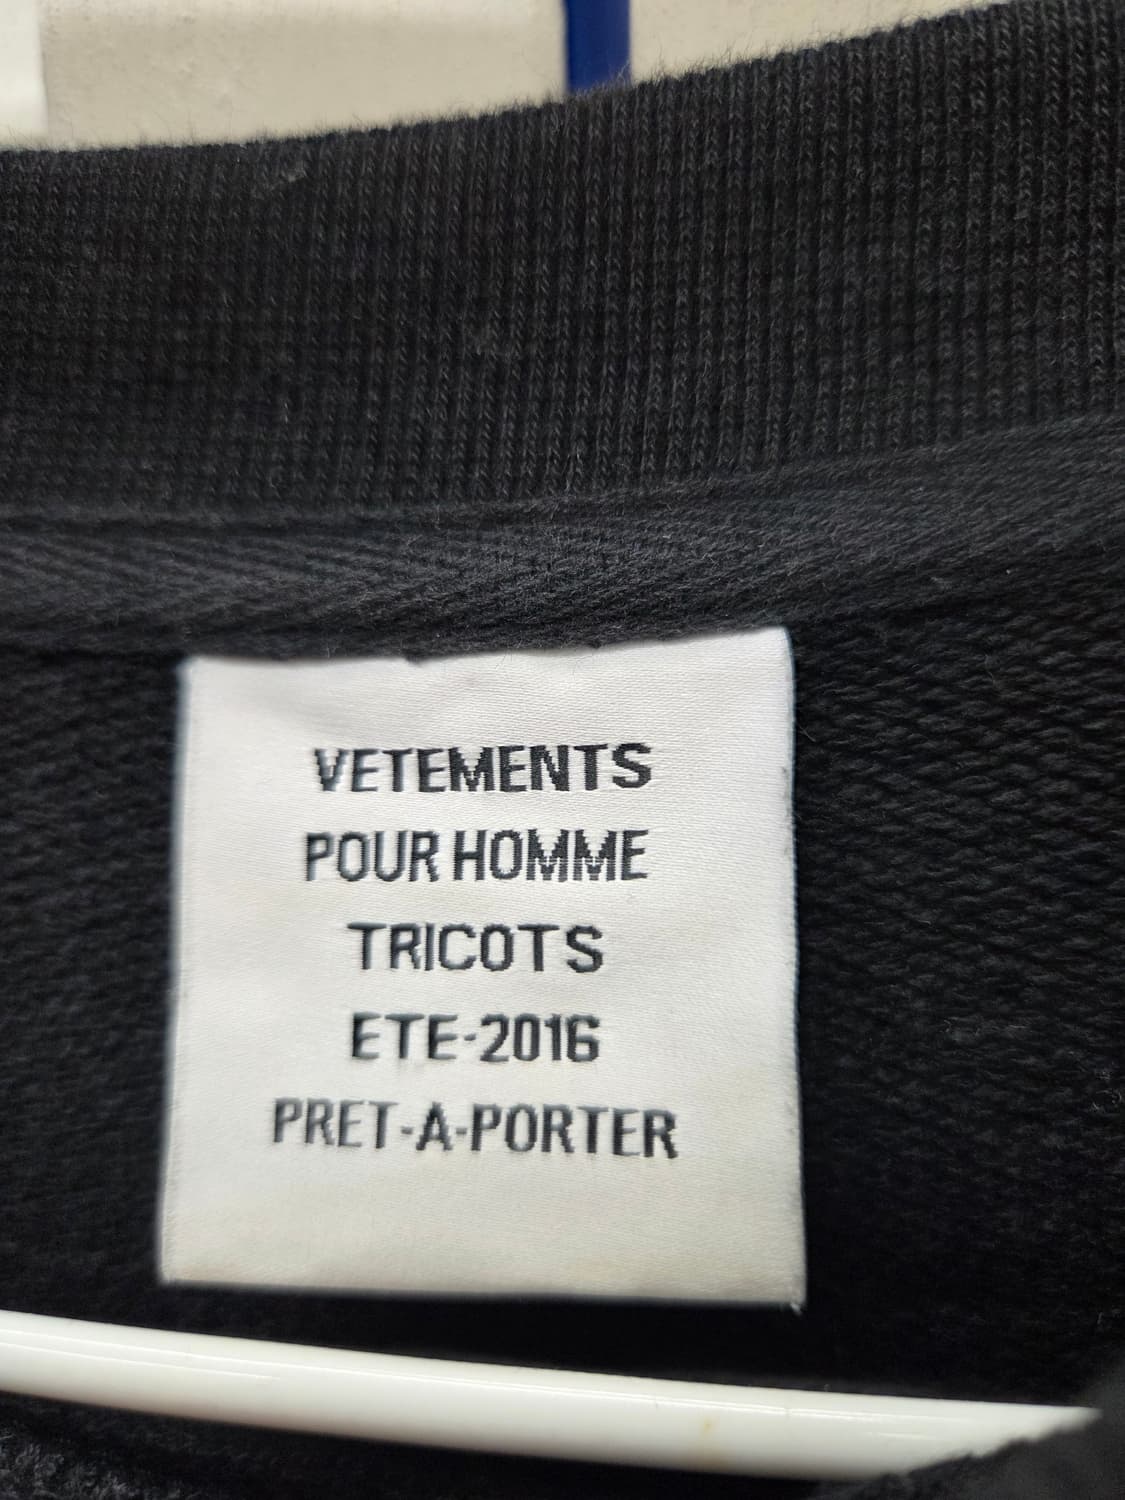 VETEMENTS
POUR HOMME
TRICOTS
ETE-2016
PRET-A-PORTER